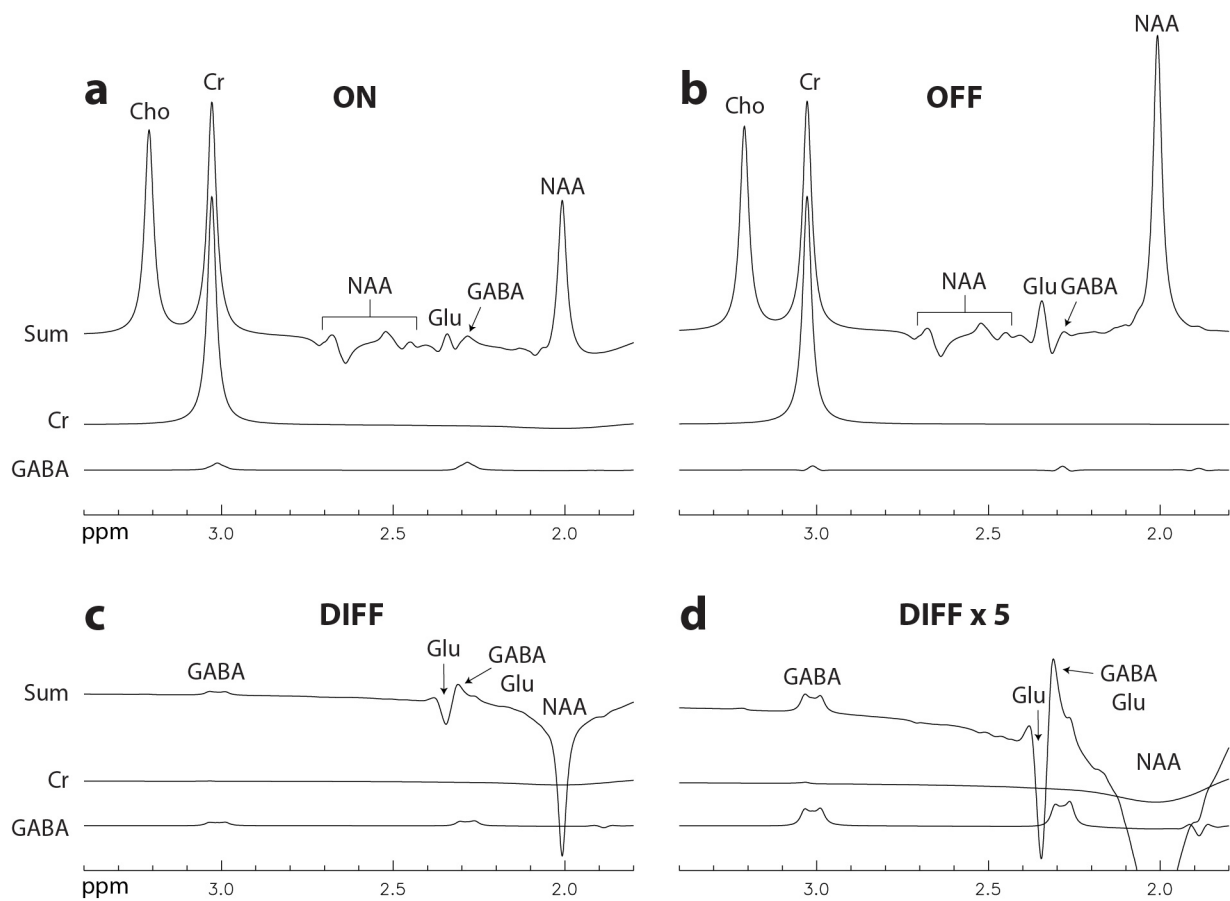 a
ON
Cho
Cr
NAA
NAA
Glu
GABA
Sum
Cr
GABA
ppm
3.0
2.5
2.0
b
OFF
Cho
Cr
NAA
NAA
Glu
GABA
3.0
2.5
2.0
c
DIFF
GABA
Glu
GABA
Glu
NAA
Sum
Cr
GABA
ppm
3.0
2.5
2.0
d
DIFF x 5
GABA
Glu
GABA
Glu
NAA
3.0
2.5
2.0